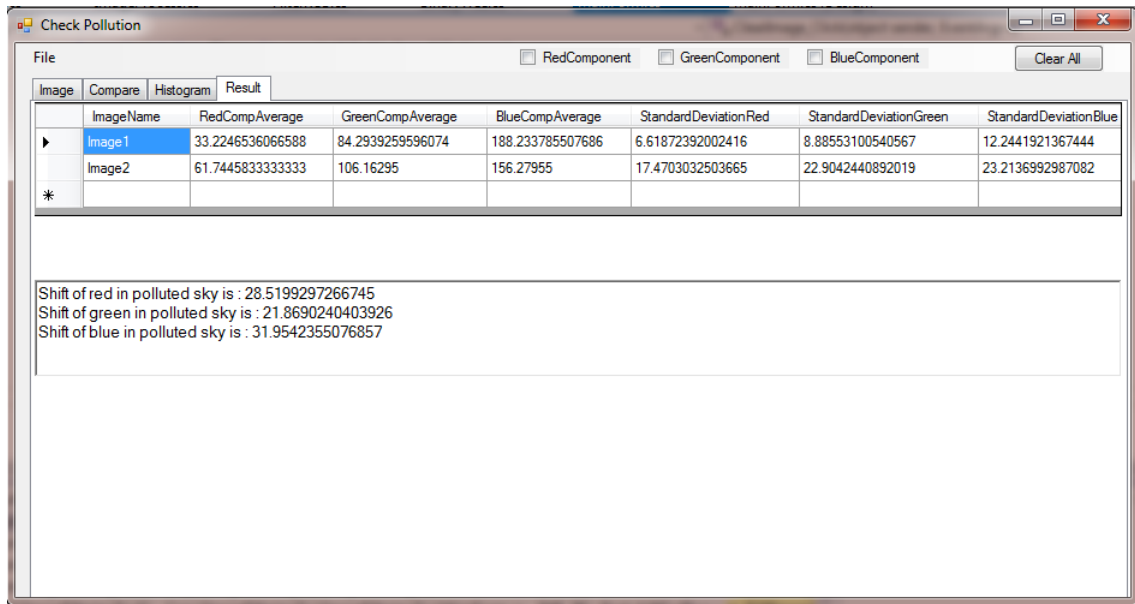 Check Pollution
File RedComponent GreenComponent BlueComponent Clear All
Image Compare Histogram Result
ImageName RedCompAverage GreenCompAverage BlueCompAverage StandardDeviationRed StandardDeviationGreen StandardDeviationBlue
Image1 33.2246536066588 84.2939259596074 188.233785507686 6.61872392002416 8.88553100540567 12.2441921367444
Image2 61.7445833333333 106.16295 156.27955 17.4703032503665 22.9042440892019 23.2136992987082
Shift of red in polluted sky is : 28.5199297266745
Shift of green in polluted sky is : 21.8690240403926
Shift of blue in polluted sky is : 31.9542355076857